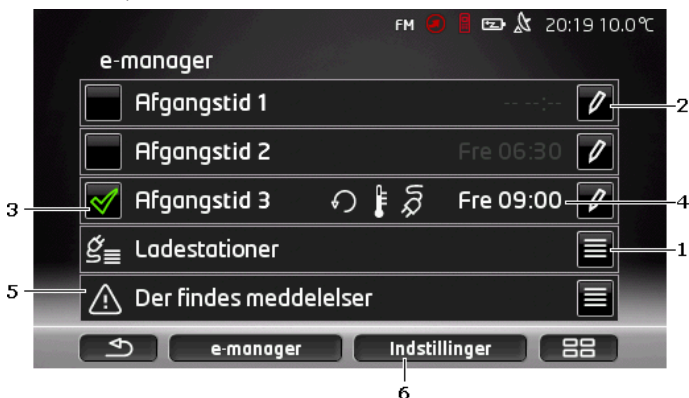 FM 20:19 10.0°C
e-manager
Afgangstid 1 -- --:--
2
Afgangstid 2 Fre 06:30
3
Afgangstid 3 Fre 09:00
4
Ladestationer
1
5
Der findes meddelelser
e-manager Indstillinger
6